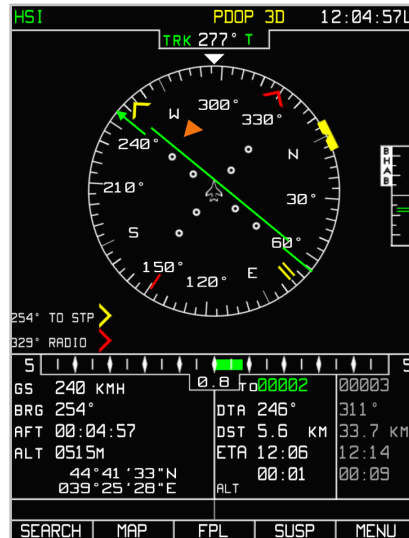 HSI PDOP 3D 12:04:57L
TRK 277° T
300°
330°
W
240°
N
210°
30°
S
60°
150°
E
120°
B
H
A
B
254° TO STP
329° RADIO
5 5
0.8
GS 240 KMH TO 00002 00003
BRG 254° DTA 246° 311°
AFT 00:04:57 DST 5.6 KM 33.7 KM
ALT 0515M ETA 12:06 12:14
44°41'33"N 00:01 00:09
039°25'28"E ALT
SEARCH MAP FPL SUSP MENU